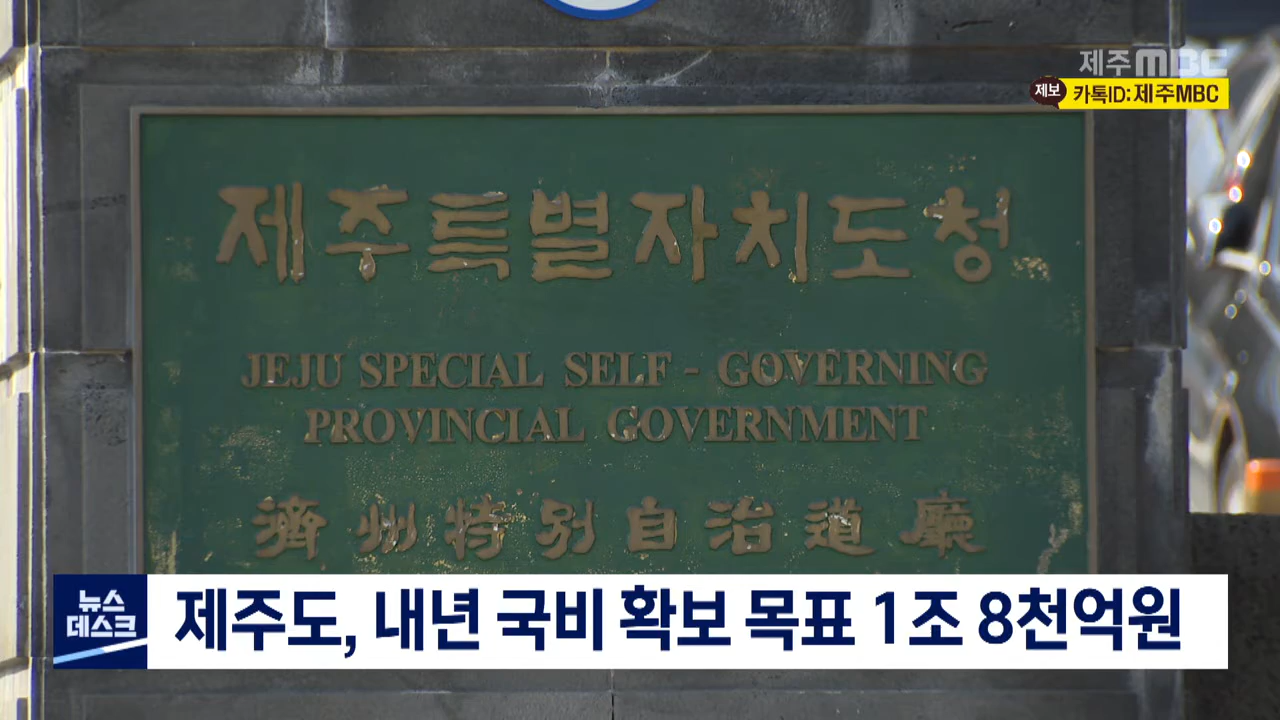 제주MBC
제보 카톡ID:제주MBC
제주특별자치도청
JEJU SPECIAL SELF - GOVERNING
PROVINCIAL GOVERNMENT
濟州特別自治道廳
뉴스
데스크
제주도, 내년 국비 확보 목표 1조 8천억원